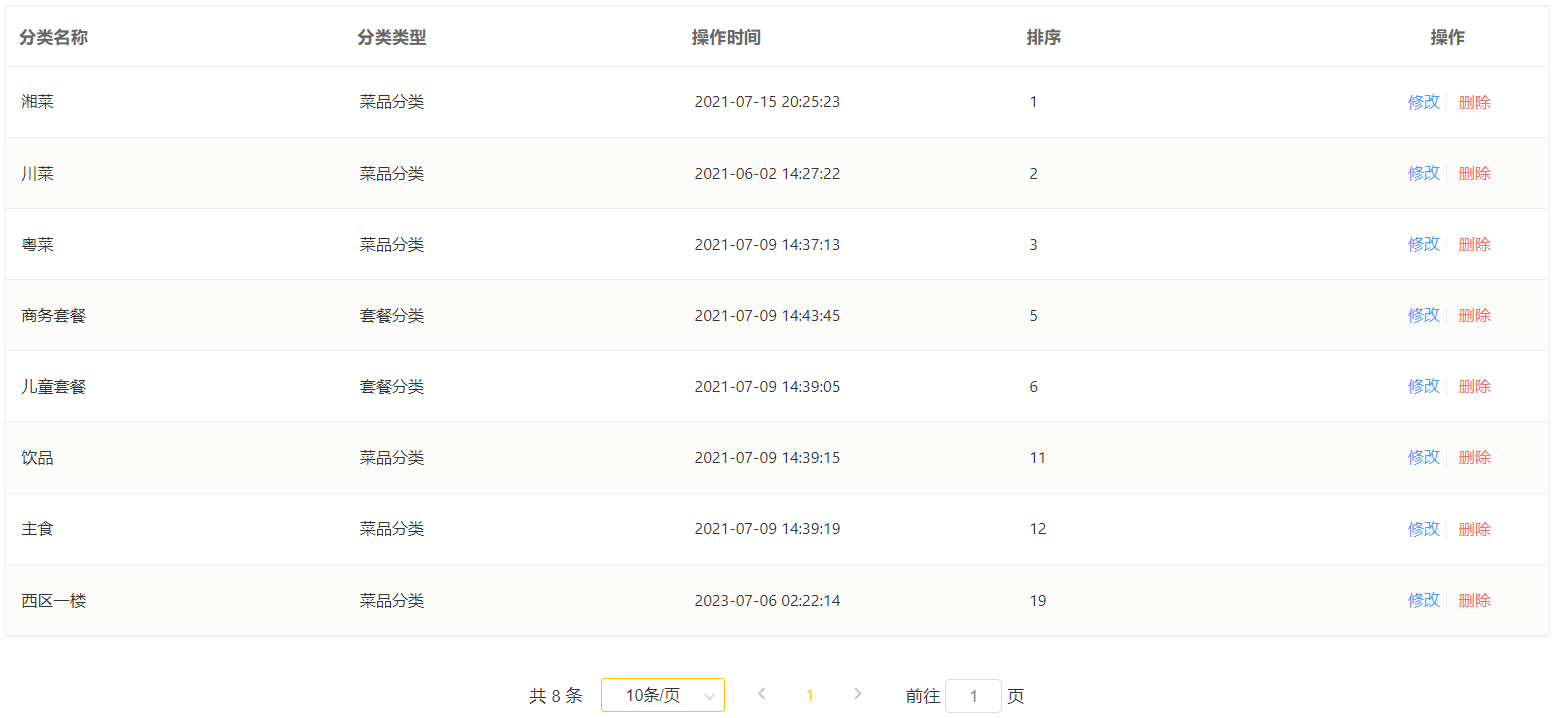 分类名称 分类类型 操作时间 排序 操作
湘菜 菜品分类 2021-07-15 20:25:23 1 修改 删除
川菜 菜品分类 2021-06-02 14:27:22 2 修改 删除
粤菜 菜品分类 2021-07-09 14:37:13 3 修改 删除
商务套餐 套餐分类 2021-07-09 14:43:45 5 修改 删除
儿童套餐 套餐分类 2021-07-09 14:39:05 6 修改 删除
饮品 菜品分类 2021-07-09 14:39:15 11 修改 删除
主食 菜品分类 2021-07-09 14:39:19 12 修改 删除
西区一楼 菜品分类 2023-07-06 02:22:14 19 修改 删除
共 8 条 10条/页 1 前往 1 页